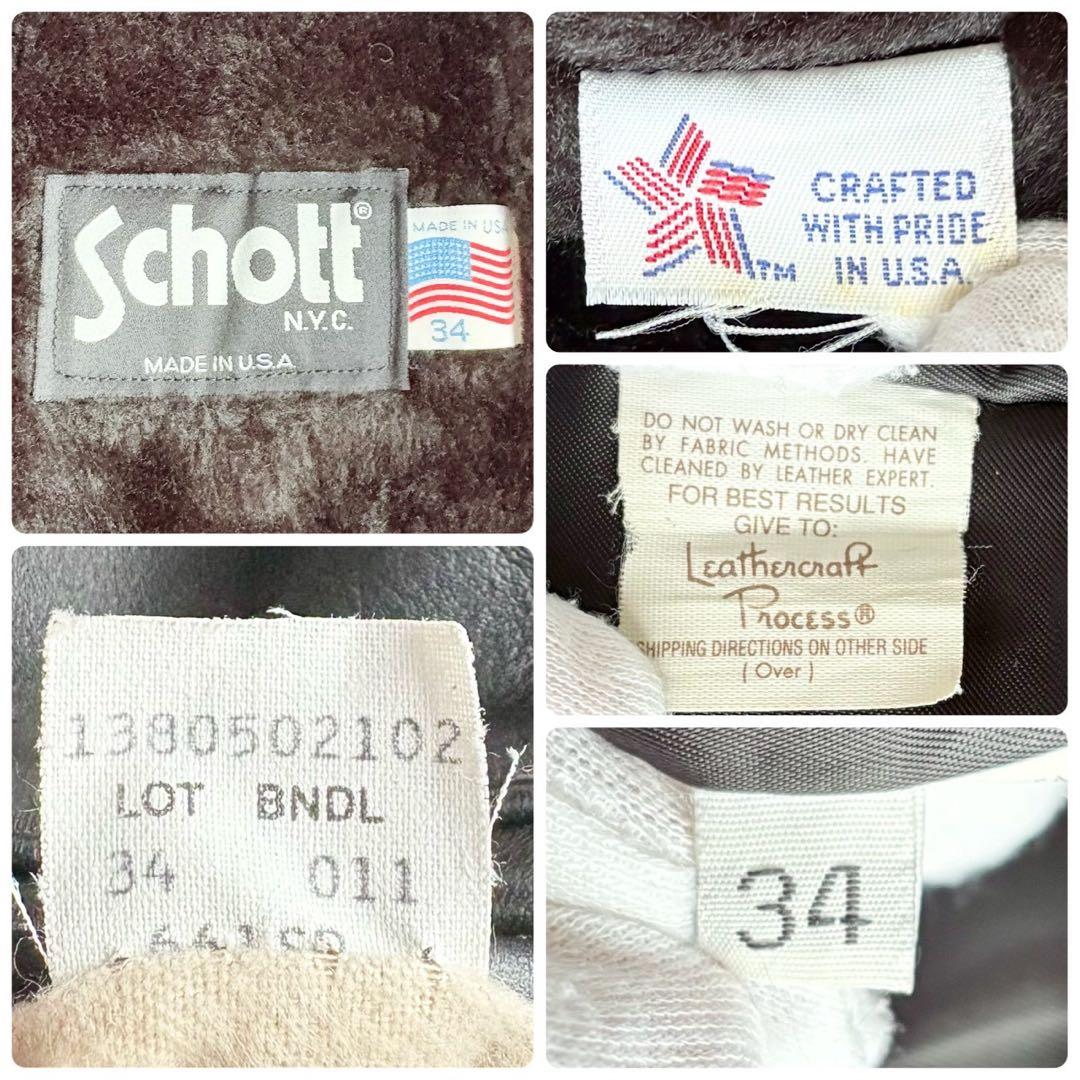 Schott®
N.Y.C.
MADE IN U.S.A
MADE IN USA
34
CRAFTED
WITH PRIDE
IN U.S.A.
TM
DO NOT WASH OR DRY CLEAN
BY FABRIC METHODS. HAVE
CLEANED BY LEATHER EXPERT.
FOR BEST RESULTS
GIVE TO:
Leathercraft
Process®
SHIPPING DIRECTIONS ON OTHER SIDE
(Over)
1380502102
LOT BNDL
34 011
34